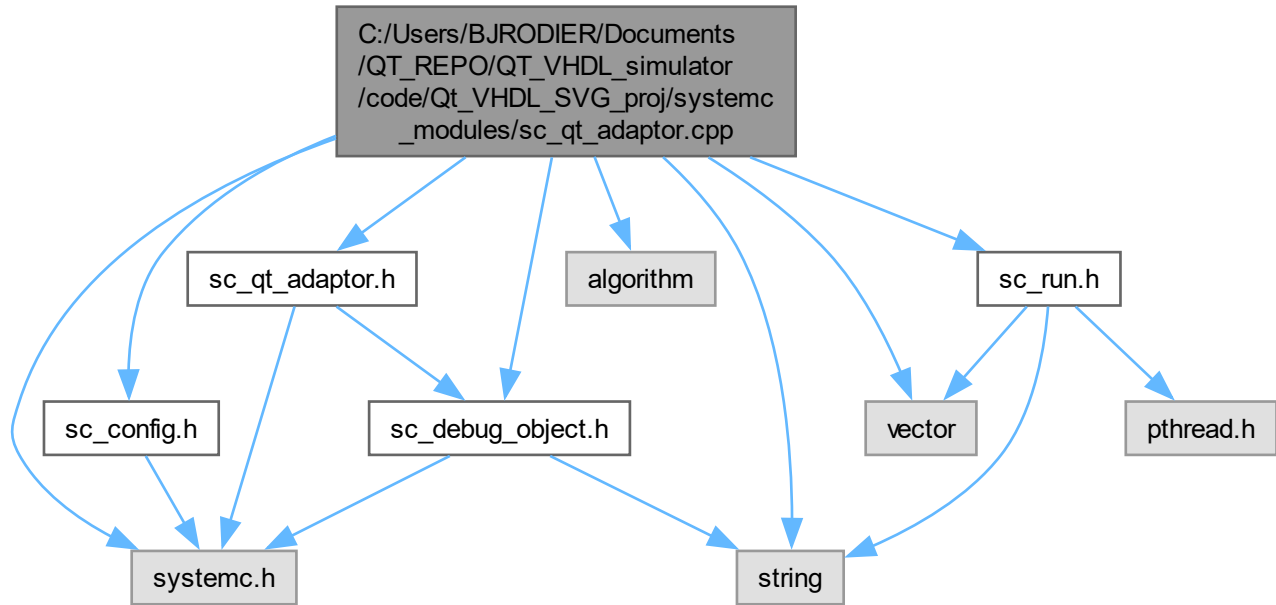 C:/Users/BJRODIER/Documents
/QT_REPO/QT_VHDL_simulator
/code/Qt_VHDL_SVG_proj/systemc
_modules/sc_qt_adaptor.cpp
sc_qt_adaptor.h
algorithm
sc_run.h
sc_config.h
sc_debug_object.h
vector
pthread.h
systemc.h
string